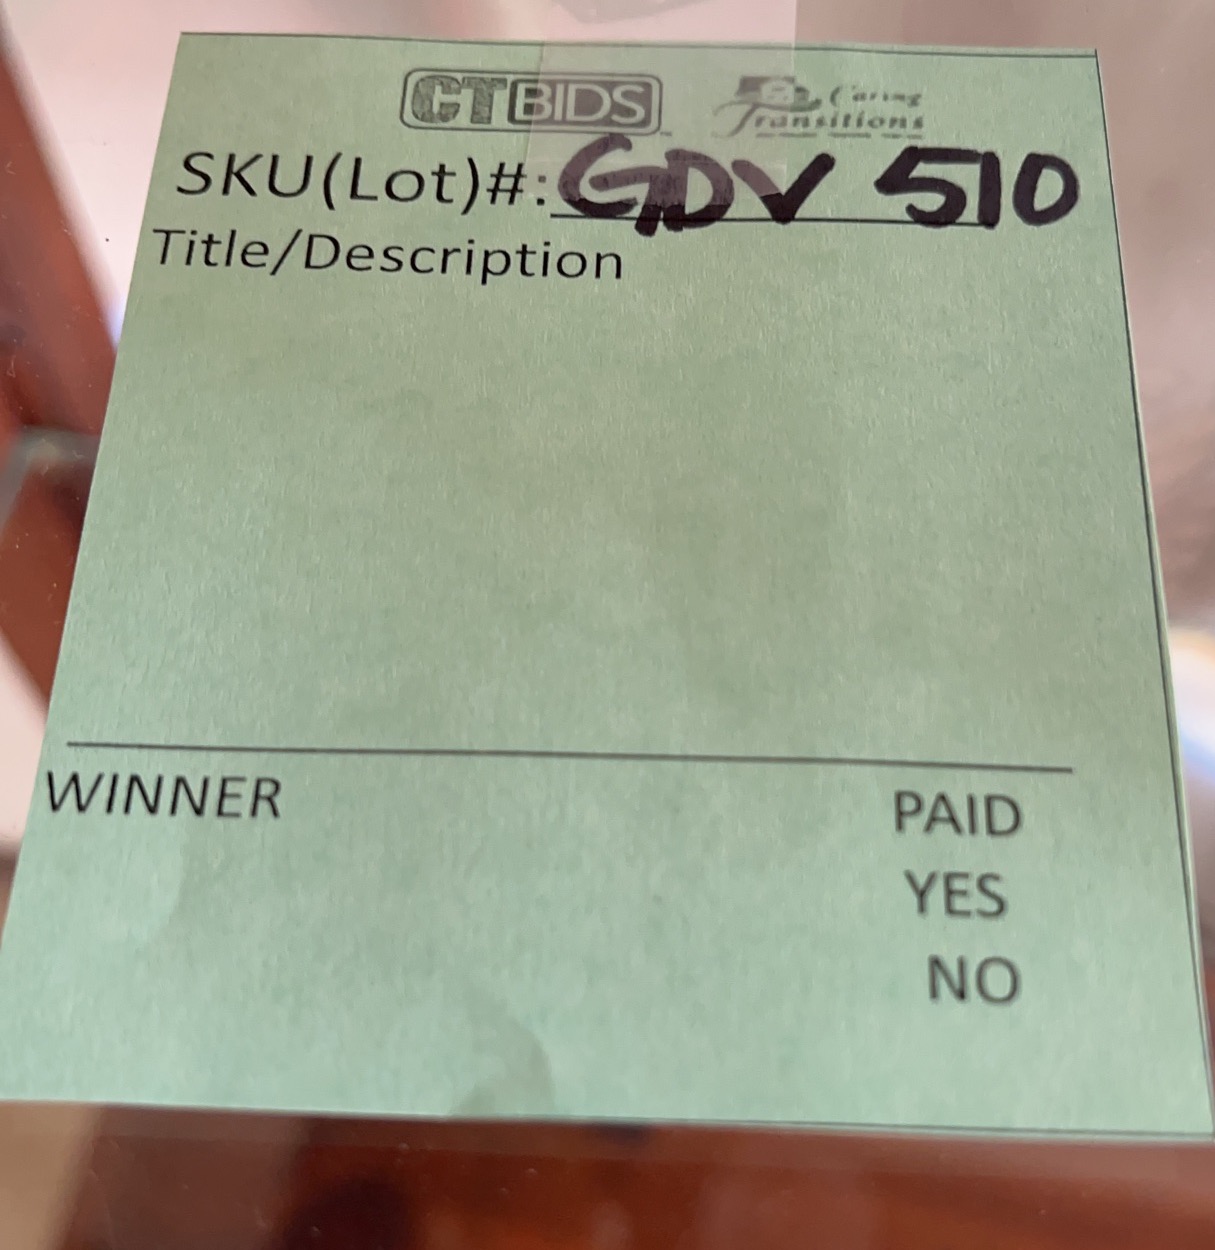 CTBIDS Caring
Transitions
SKU(Lot)#: GDV 510
Title/Description
WINNER PAID
YES
NO